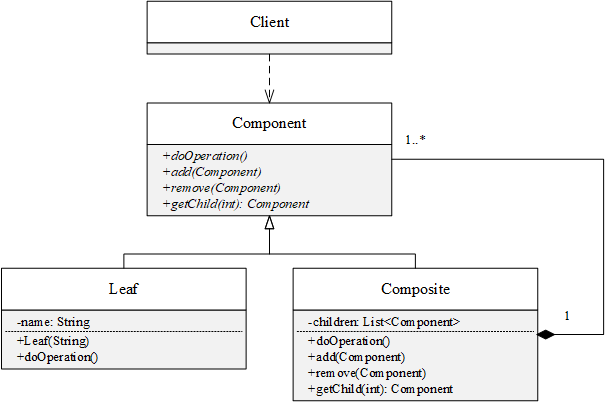 Client
Component
1..*
+doOperation()
+add(Component)
+remove(Component)
+getChild(int): Component
Leaf
-name: String
+Leaf(String)
+doOperation()
Composite
-children: List<Component>
1
+doOperation()
+add(Component)
+remove(Component)
+getChild(int): Component